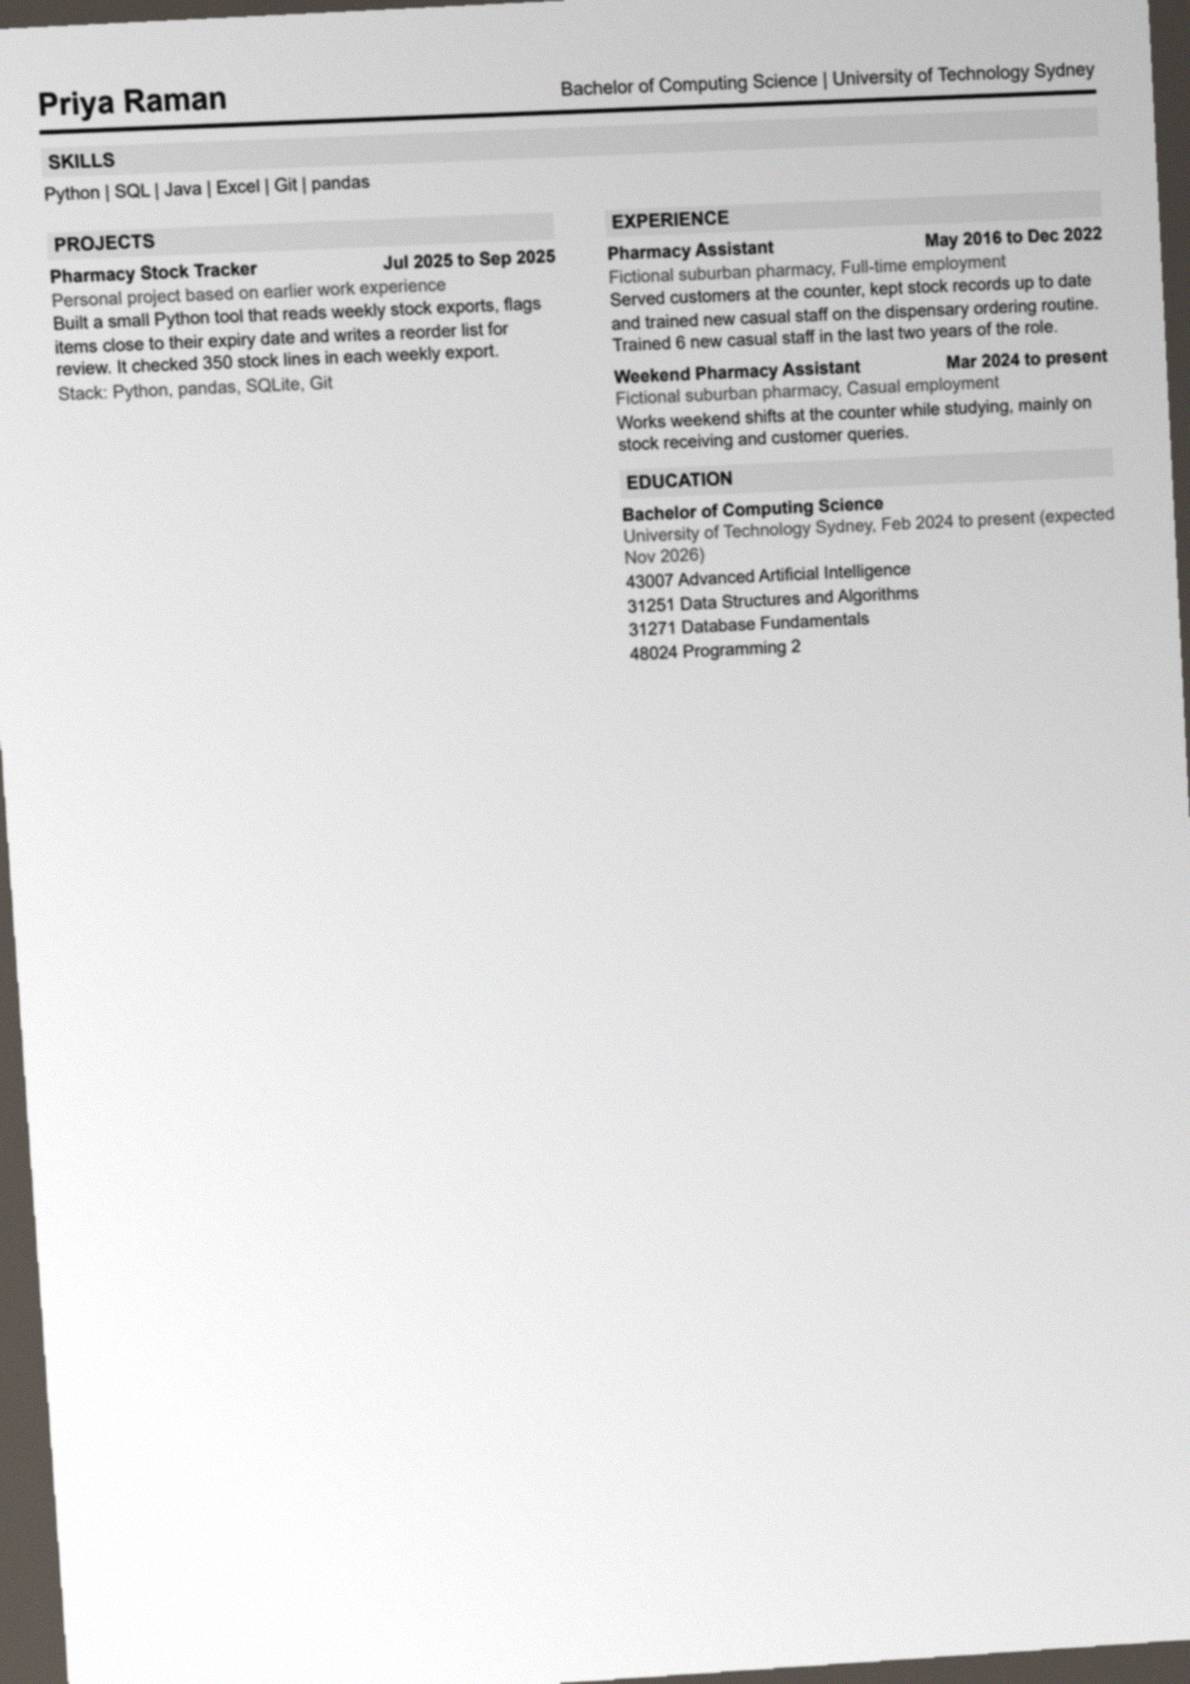 Priya Raman
Bachelor of Computing Science | University of Technology Sydney
SKILLS
Python | SQL | Java | Excel | Git | pandas
PROJECTS
Pharmacy Stock Tracker
Jul 2025 to Sep 2025
Personal project based on earlier work experience
Built a small Python tool that reads weekly stock exports, flags
items close to their expiry date and writes a reorder list for
review. It checked 350 stock lines in each weekly export.
Stack: Python, pandas, SQLite, Git
EXPERIENCE
Pharmacy Assistant
May 2016 to Dec 2022
Fictional suburban pharmacy, Full-time employment
Served customers at the counter, kept stock records up to date
and trained new casual staff on the dispensary ordering routine.
Trained 6 new casual staff in the last two years of the role.
Weekend Pharmacy Assistant
Mar 2024 to present
Fictional suburban pharmacy, Casual employment
Works weekend shifts at the counter while studying, mainly on
stock receiving and customer queries.
EDUCATION
Bachelor of Computing Science
University of Technology Sydney, Feb 2024 to present (expected
Nov 2026)
43007 Advanced Artificial Intelligence
31251 Data Structures and Algorithms
31271 Database Fundamentals
48024 Programming 2